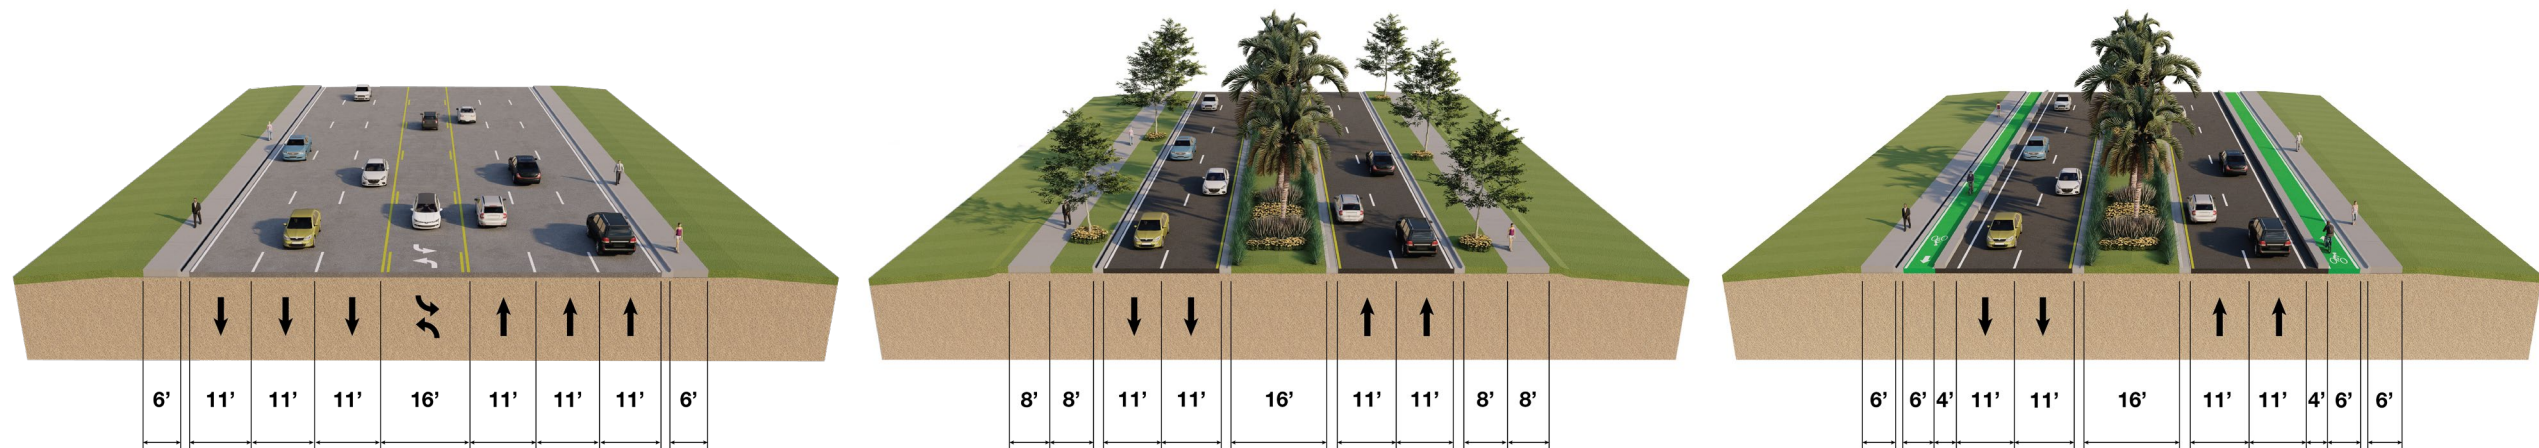 6’ 11’ 11’ 11’ 16’ 11’ 11’ 11’ 6’
8’ 8’ 11’ 11’ 16’ 11’ 11’ 8’ 8’
6’ 6’ 4’ 11’ 11’ 16’ 11’ 11’ 4’ 6’ 6’